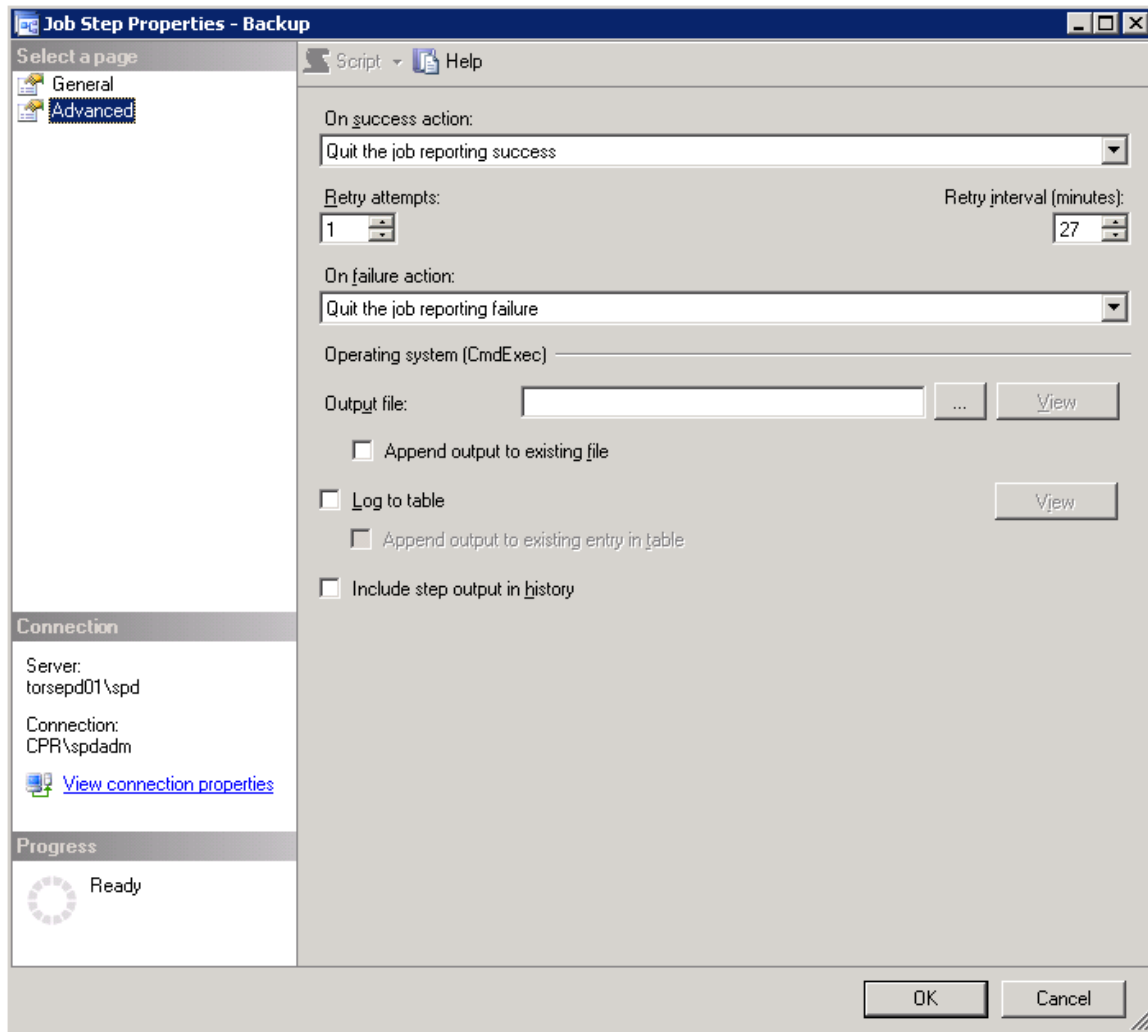 Job Step Properties - Backup
Select a page
General
Advanced
Script
Help
On success action:
Quit the job reporting success
Retry attempts:
Retry interval (minutes):
1
27
On failure action:
Quit the job reporting failure
Operating system (CmdExec)
Output file:
...
View
Append output to existing file
Log to table
View
Append output to existing entry in table
Include step output in history
Connection
Server:
torsepd01\spd
Connection:
CPR\spdadm
View connection properties
Progress
Ready
OK
Cancel